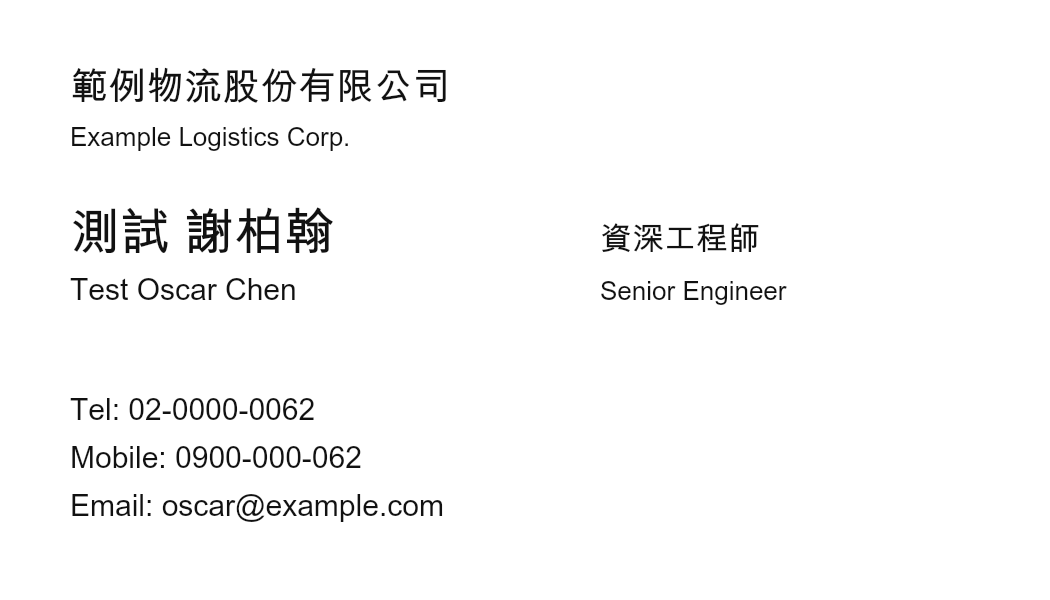 範例物流股份有限公司
Example Logistics Corp.
測試 謝柏翰
資深工程師
Test Oscar Chen
Senior Engineer
Tel: 02-0000-0062
Mobile: 0900-000-062
Email: oscar@example.com